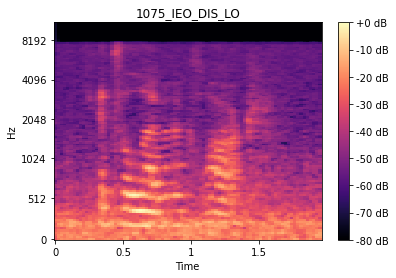 1075_IEO_DIS_LO
8192
4096
2048
1024
512
0
Hz
0
0.5
1
1.5
Time
+0 dB
-10 dB
-20 dB
-30 dB
-40 dB
-50 dB
-60 dB
-70 dB
-80 dB